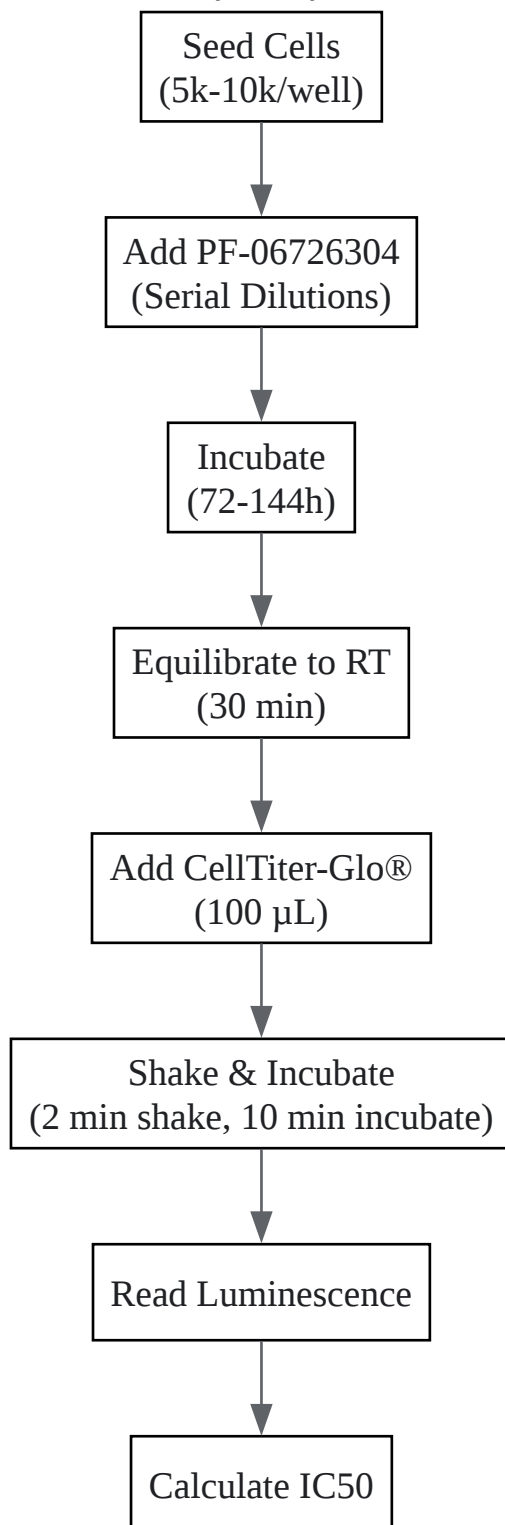 Seed Cells
(5k-10k/well)
Add PF-06726304
(Serial Dilutions)
Incubate
(72-144h)
Equilibrate to RT
(30 min)
Add CellTiter-Glo®
(100 µL)
Shake & Incubate
(2 min shake, 10 min incubate)
Read Luminescence
Calculate IC50